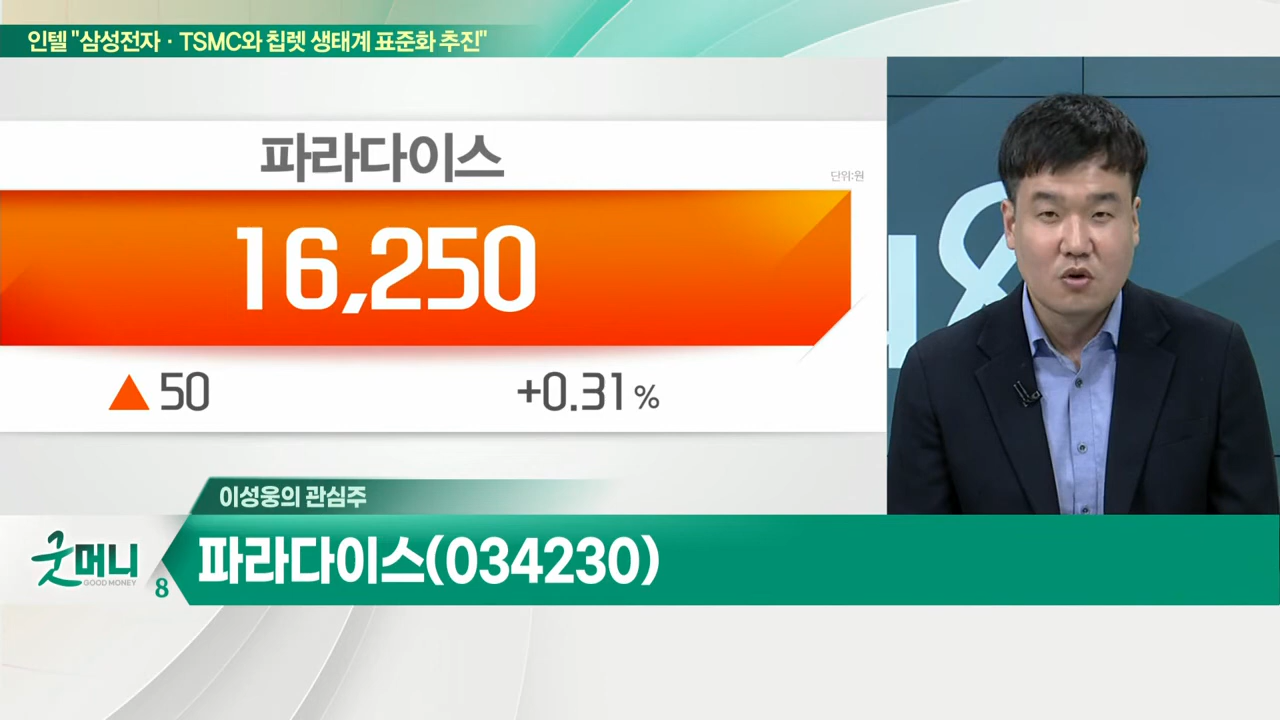 인텔 "삼성전자 · TSMC와 칩렛 생태계 표준화 추진"
파라다이스
단위:원
16,250
▲ 50 +0.31 %
이성웅의 관심주
굿머니
GOOD MONEY
8
파라다이스(034230)